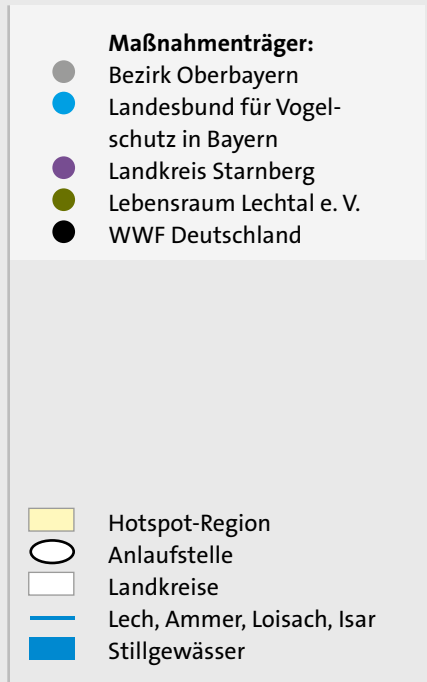 Maßnahmenträger:
Bezirk Oberbayern
Landesbund für Vogel-
schutz in Bayern
Landkreis Starnberg
Lebensraum Lechtal e. V.
WWF Deutschland
Hotspot-Region
Anlaufstelle
Landkreise
Lech, Ammer, Loisach, Isar
Stillgewässer